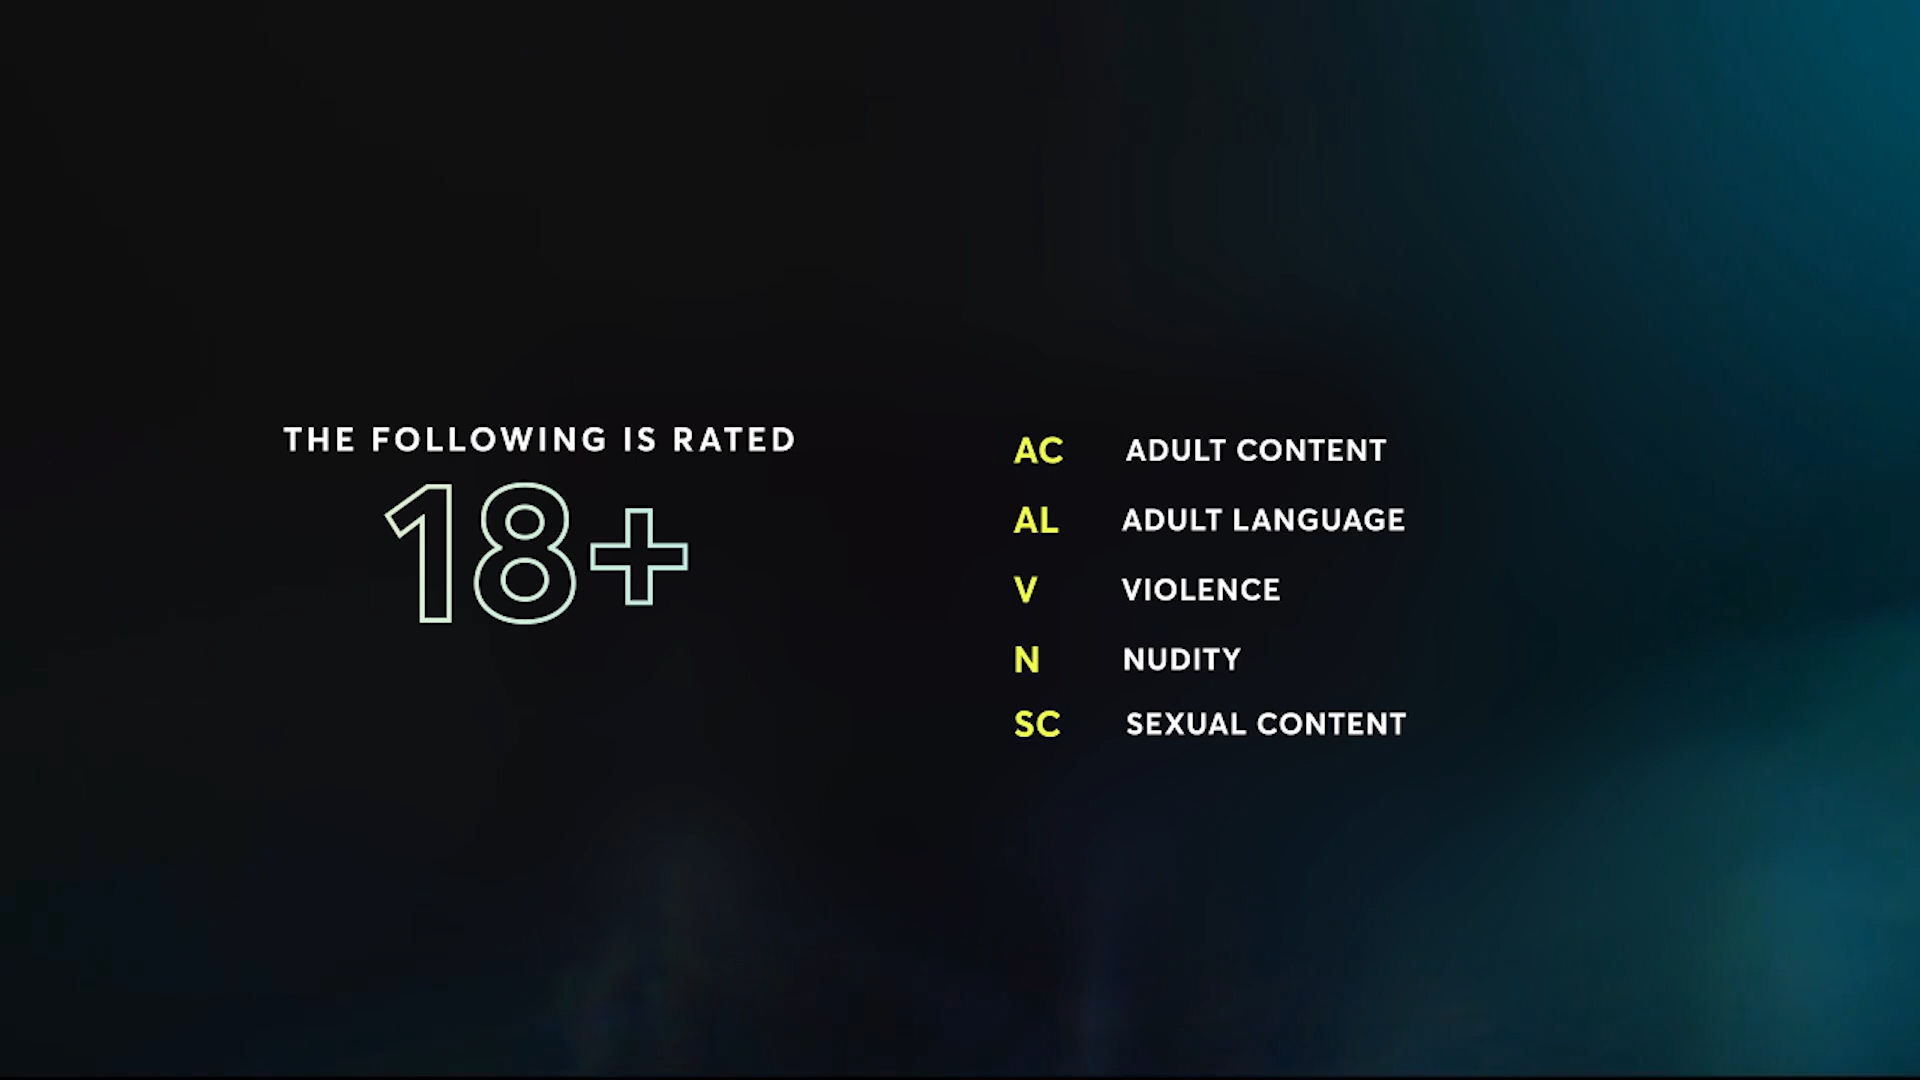 THE FOLLOWING IS RATED
18+
AC ADULT CONTENT
AL ADULT LANGUAGE
V VIOLENCE
N NUDITY
SC SEXUAL CONTENT